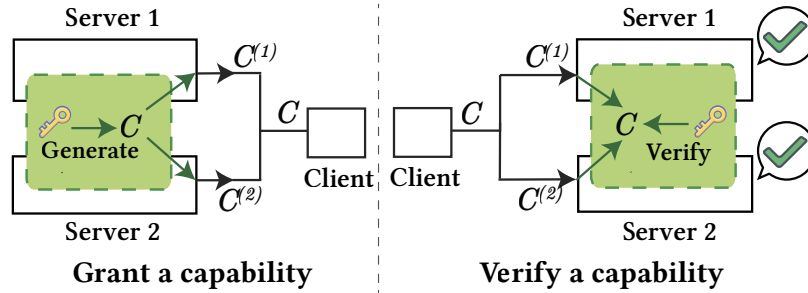 Server 1
C(1)
C
Generate
C
Client
C(2)
Server 2
Grant a capability
Server 1
C(1)
C
C
Verify
Client
C(2)
Server 2
Verify a capability